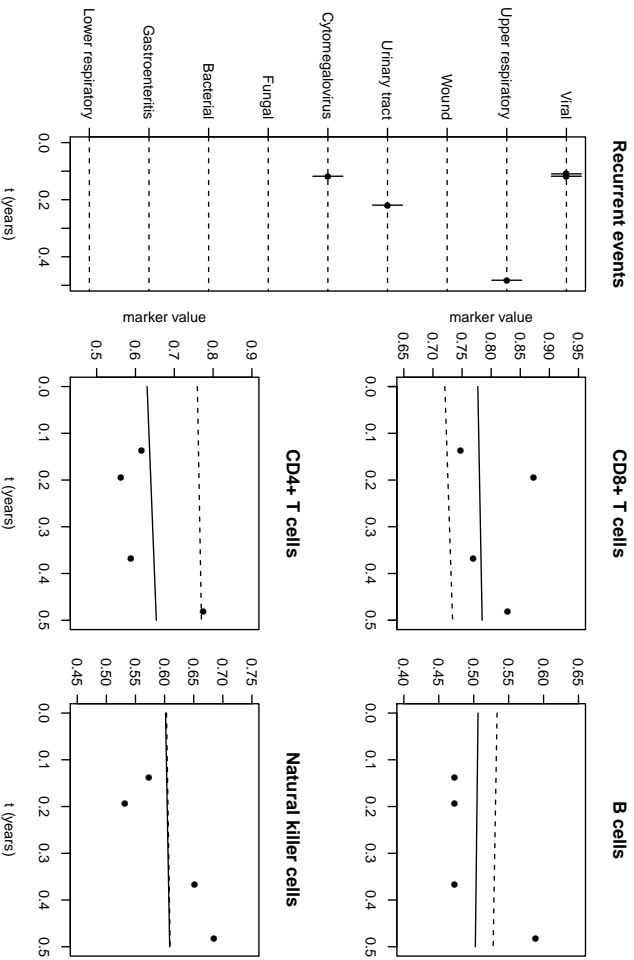 Recurrent events
Viral
Upper respiratory
Wound
Urinary tract
Cytomegalovirus
Fungal
Bacterial
Gastroenteritis
Lower respiratory
0.0 0.2 0.4
t (years)
CD8+ T cells
marker value
0.65 0.70 0.75 0.80 0.85 0.90 0.95
0.0 0.1 0.2 0.3 0.4 0.5
B cells
0.40 0.45 0.50 0.55 0.60 0.65
0.0 0.1 0.2 0.3 0.4 0.5
CD4+ T cells
marker value
0.5 0.6 0.7 0.8 0.9
0.0 0.1 0.2 0.3 0.4 0.5
t (years)
Natural killer cells
0.45 0.50 0.55 0.60 0.65 0.70 0.75
0.0 0.1 0.2 0.3 0.4 0.5
t (years)